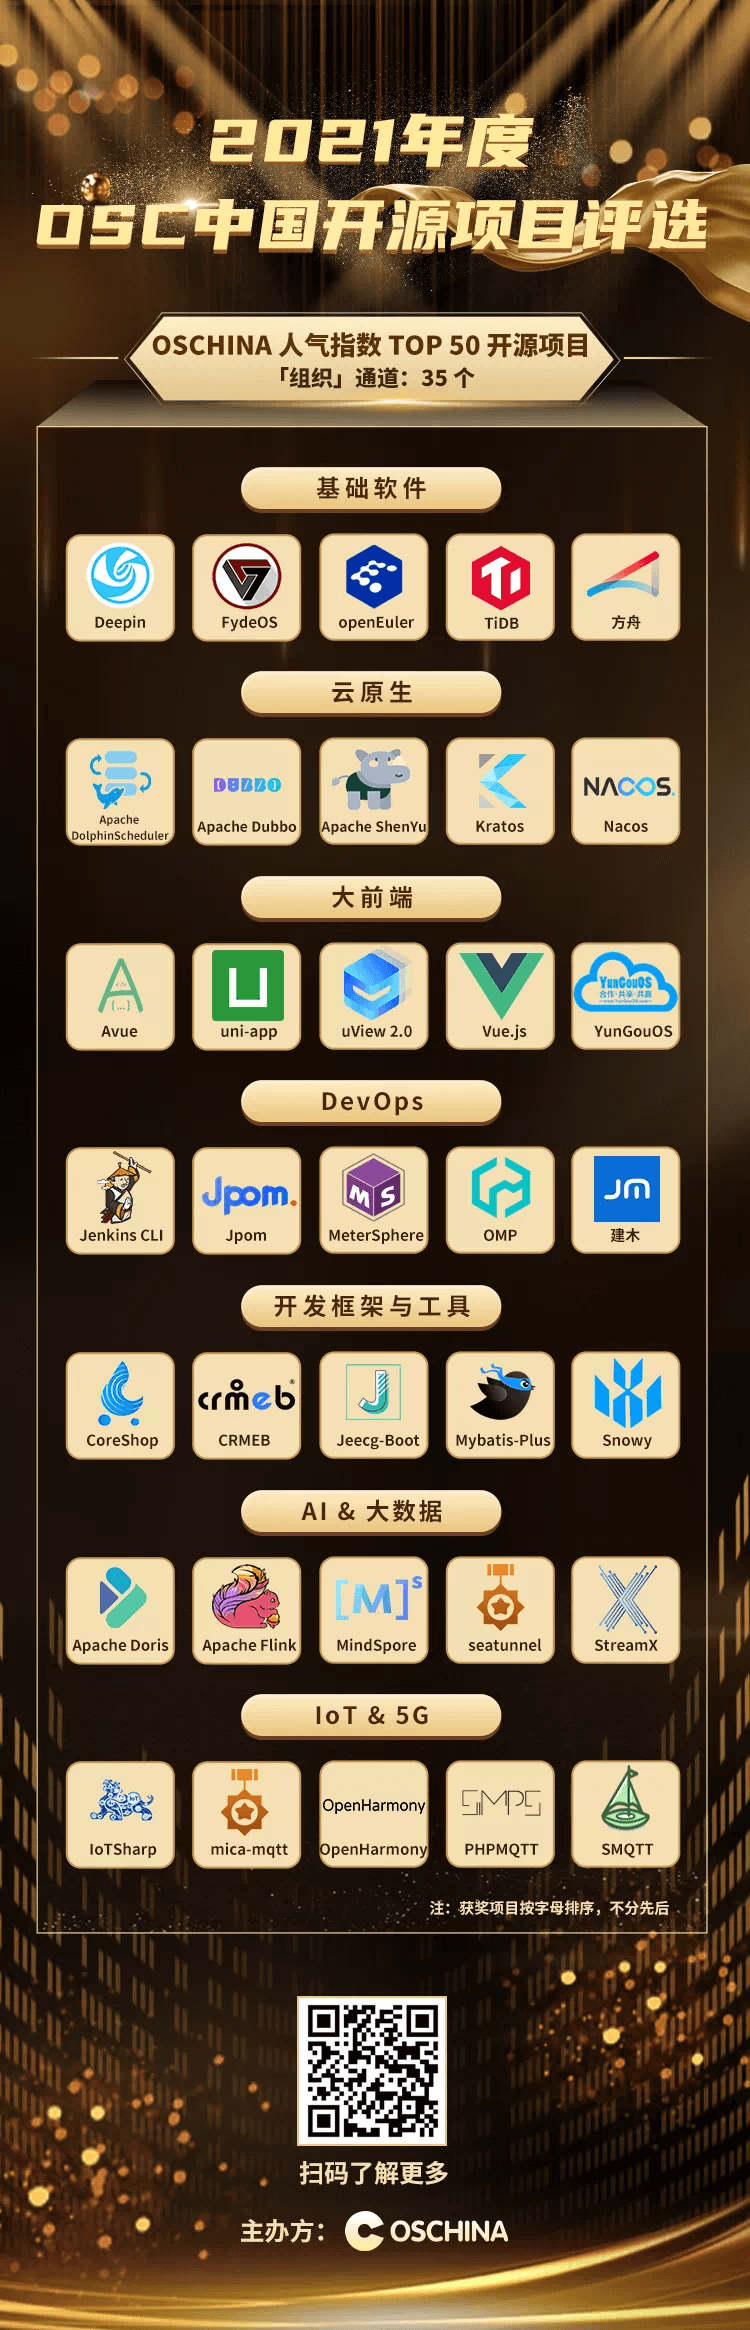 2021年度
OSC中国开源项目评选
OSCHINA 人气指数 TOP 50 开源项目
「组织」通道：35 个
基础软件
Deepin
FydeOS
openEuler
TiDB
方舟
云原生
Apache
DolphinScheduler
DUBBO
Apache Dubbo
Apache ShenYu
Kratos
NACOS.
Nacos
大前端
Avue
uni-app
uView 2.0
Vue.js
YunGouOS
合作·共享·共赢
YunGouOS
DevOps
Jenkins CLI
Jpom.
Jpom
MS
MeterSphere
OMP
JM
建木
开发框架与工具
CoreShop
crmeb®
CRMEB
J
Jeecg-Boot
Mybatis-Plus
Snowy
AI & 大数据
Apache Doris
Apache Flink
[M]s
MindSpore
seatunnel
StreamX
IoT & 5G
IoTSharp
mica-mqtt
OpenHarmony
OpenHarmony
SMPS
PHPMQTT
SMQTT
注：获奖项目按字母排序，不分先后
扫码了解更多
主办方：OSCHINA